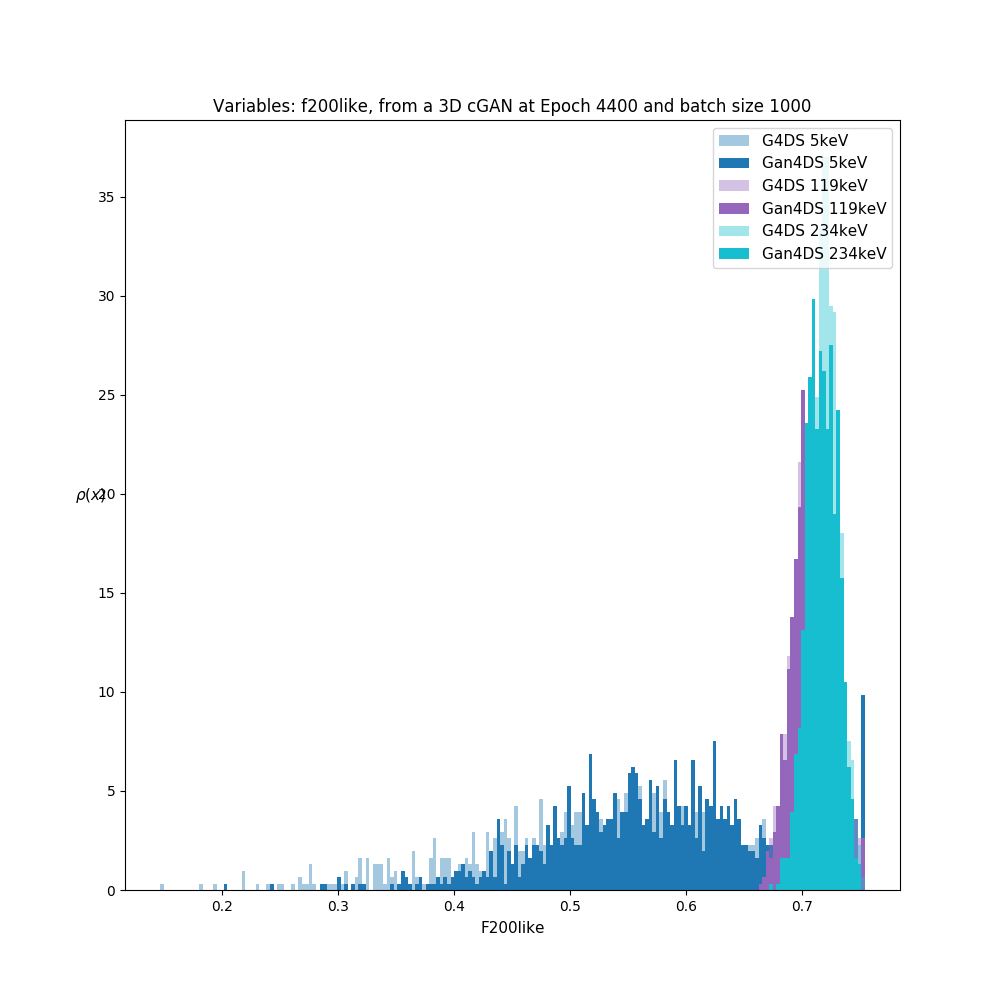 Variables: f200like, from a 3D cGAN at Epoch 4400 and batch size 1000
G4DS 5keV
Gan4DS 5keV
G4DS 119keV
Gan4DS 119keV
G4DS 234keV
Gan4DS 234keV
35
30
25
ρ(x)
20
15
10
5
0
0.2 0.3 0.4 0.5 0.6 0.7
F200like